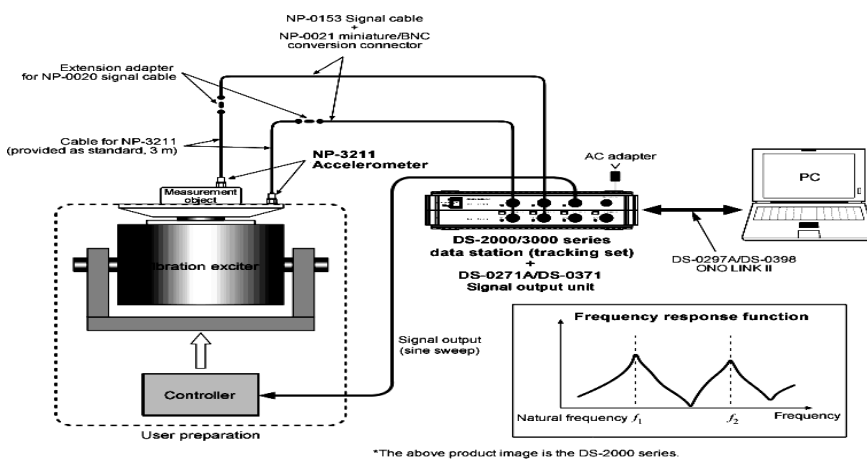 NP-0153 Signal cable
+
NP-0021 miniature/BNC
conversion connector
Extension adapter
for NP-0020 signal cable
Cable for NP-3211
(provided as standard, 3 m)
NP-3211
Accelerometer
Measurement
object
AC adapter
PC
DS-2000/3000 series
data station (tracking set)
+
DS-0271A/DS-0371
Signal output unit
DS-0297A/DS-0398
ONO LINK II
ibration exciter
Signal output
(sine sweep)
Controller
User preparation
Frequency response function
Natural frequency f1
f2
Frequency
*The above product image is the DS-2000 series.